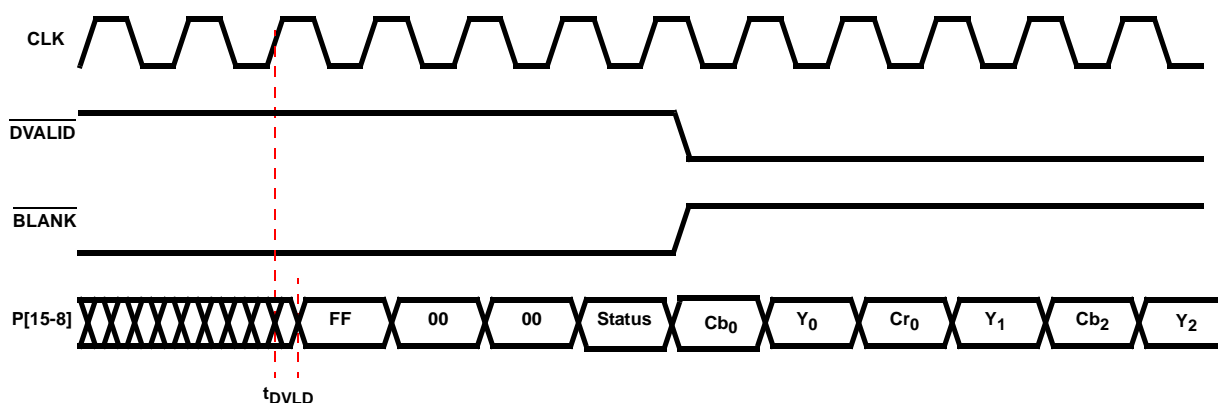 CLK
DVALID
BLANK
P[15-8] FF 00 00 Status Cb0 Y0 Cr0 Y1 Cb2 Y2
tDVLD